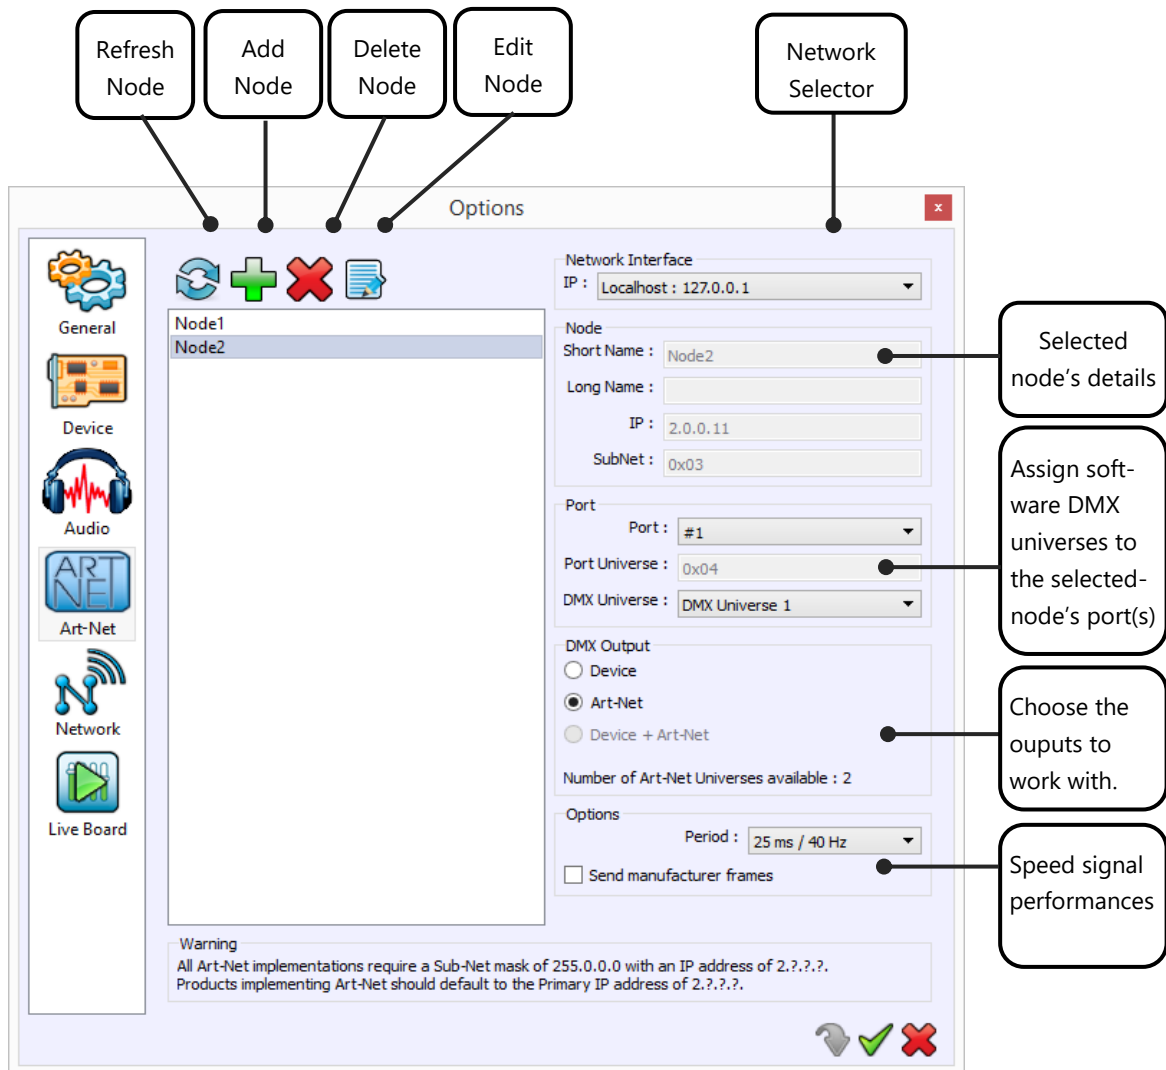 Refresh
Node
Add
Node
Delete
Node
Edit
Node
Network
Selector
Options
x
General
Device
Audio
ART
NET
Art-Net
Network
Live Board
Node1
Node2
Network Interface
IP : Localhost : 127.0.0.1
Node
Short Name : Node2
Long Name :
IP : 2.0.0.11
SubNet : 0x03
Port
Port : #1
Port Universe : 0x04
DMX Universe : DMX Universe 1
DMX Output
Device
Art-Net
Device + Art-Net
Number of Art-Net Universes available : 2
Options
Period : 25 ms / 40 Hz
Send manufacturer frames
Selected
node's details
Assign soft-
ware DMX
universes to
the selected-
node's port(s)
Choose the
ouputs to
work with.
Speed signal
performances
Warning
All Art-Net implementations require a Sub-Net mask of 255.0.0.0 with an IP address of 2.?.?.?.
Products implementing Art-Net should default to the Primary IP address of 2.?.?.?.